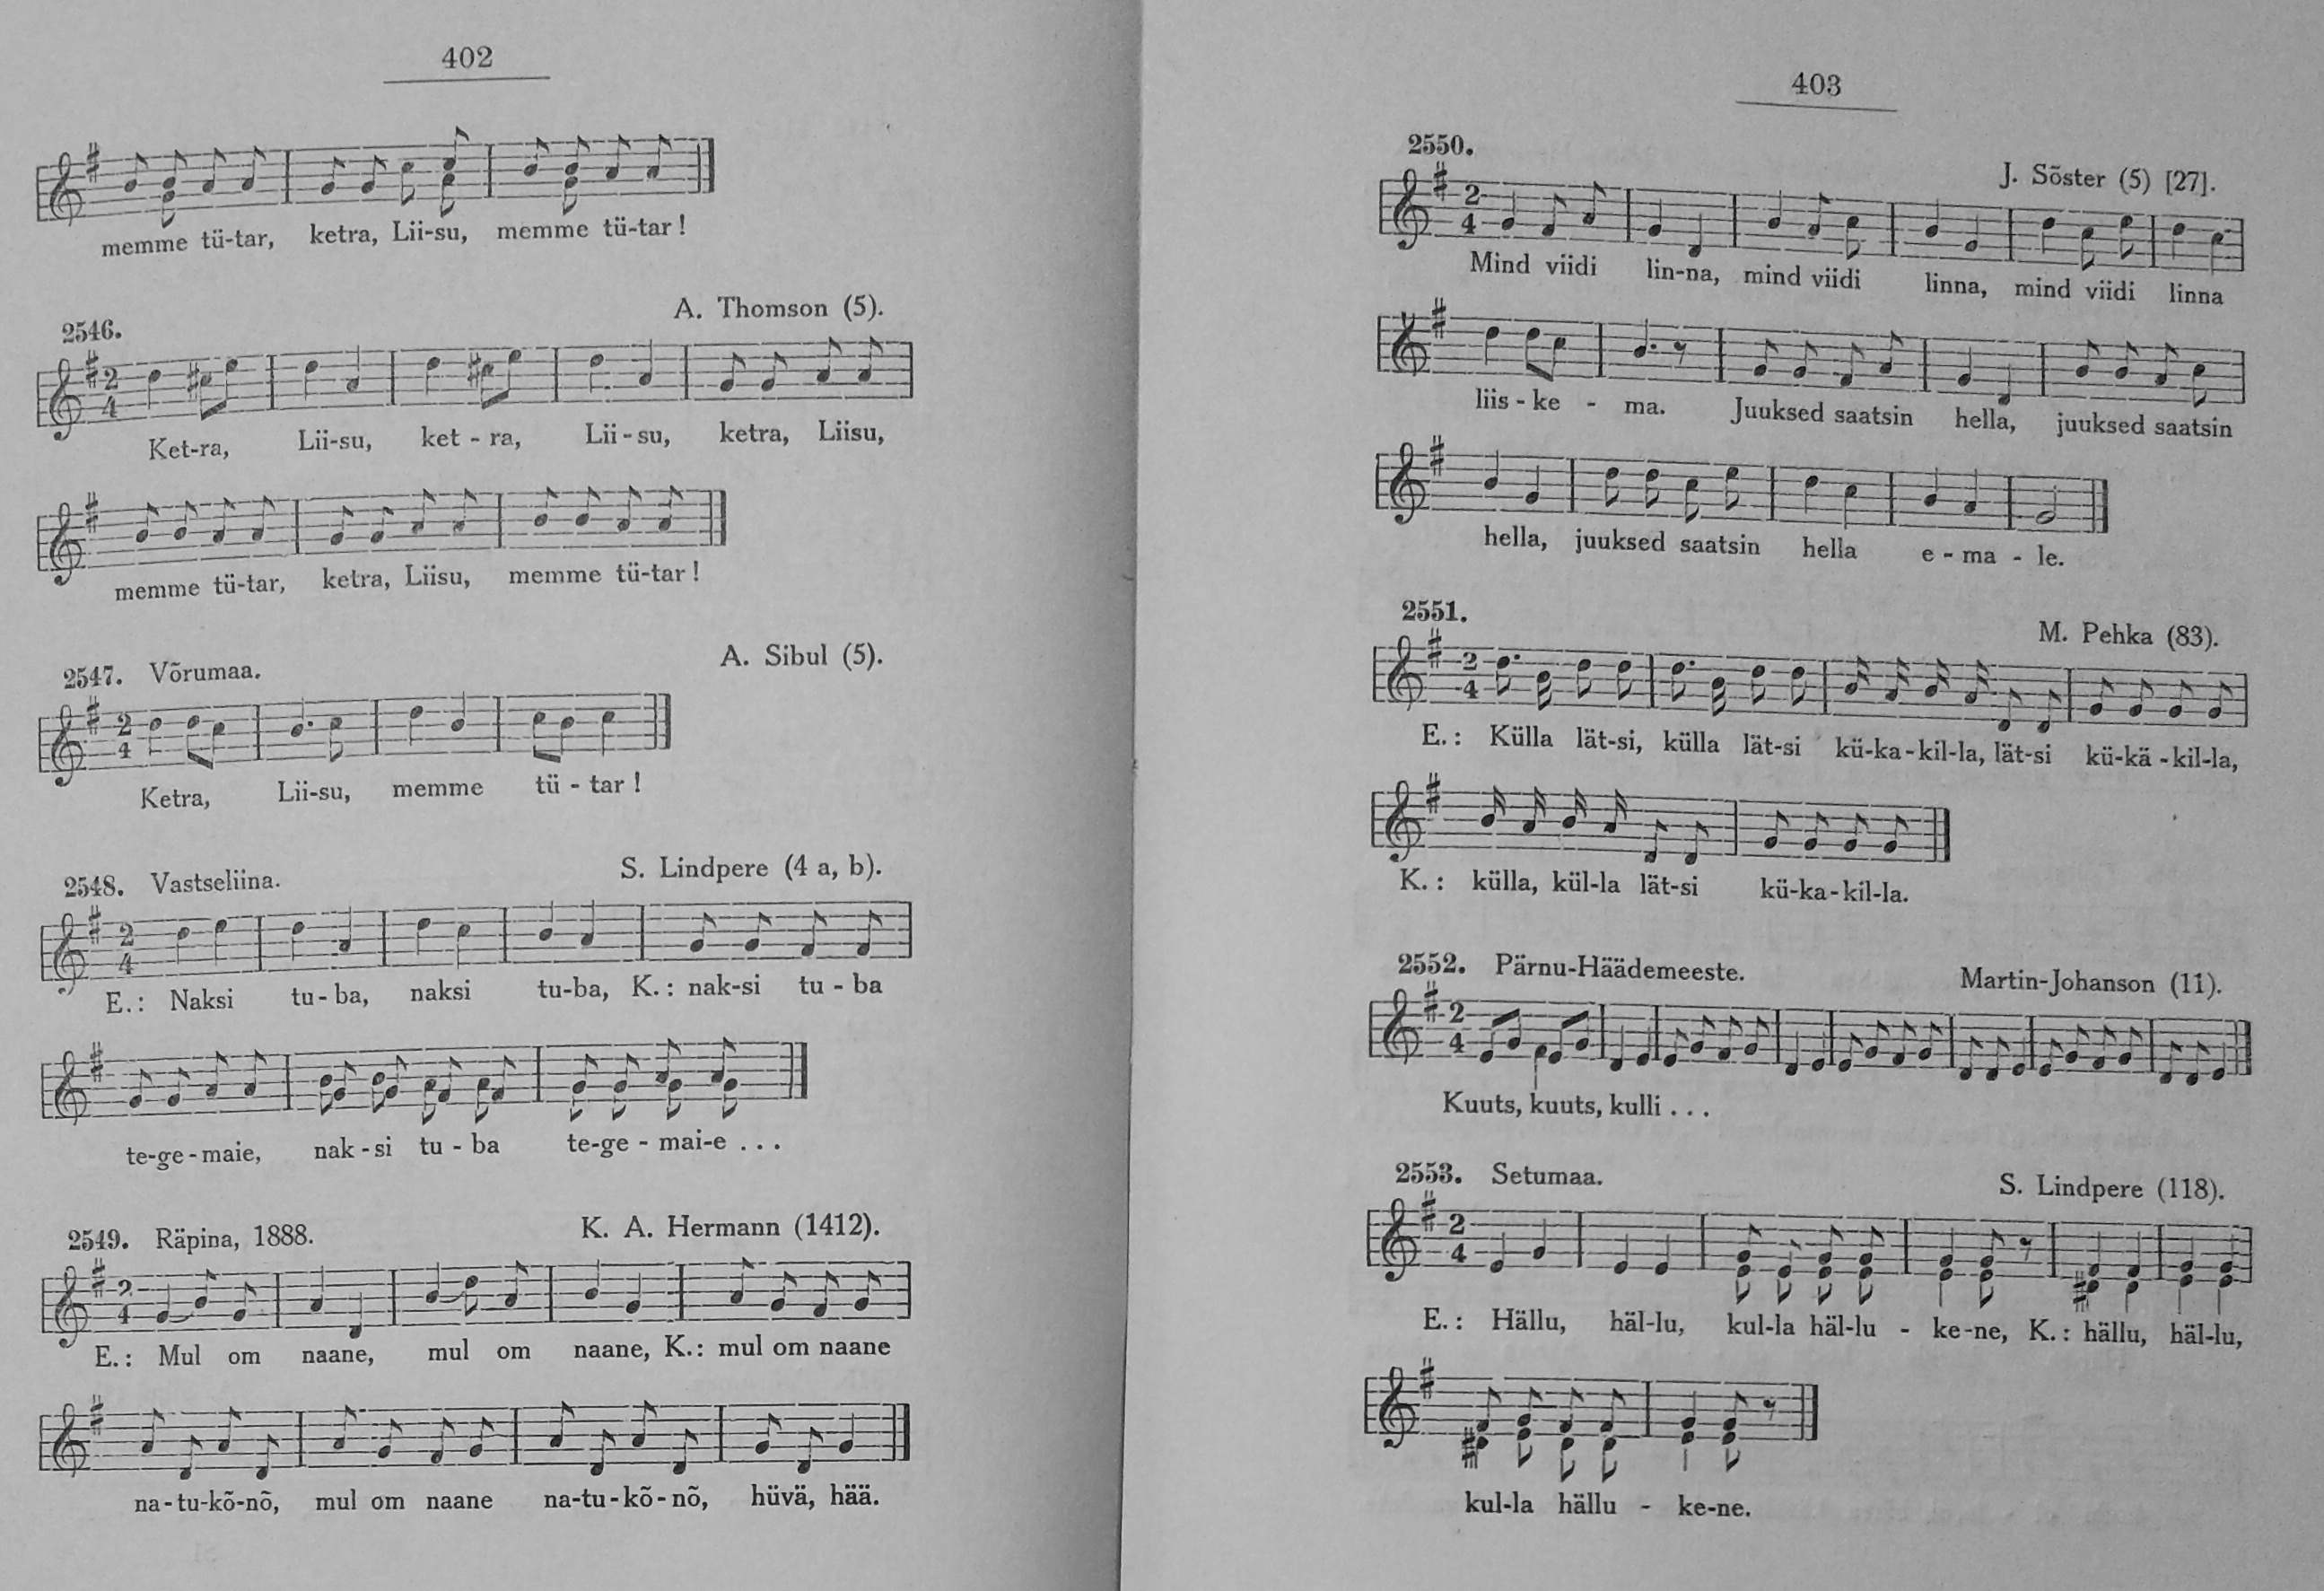 402
memme tü-tar, ketra, Lii-su, memme tü-tar!
2546.
A. Thomson (5).
2
4
Ket-ra, Lii-su, ket - ra, Lii - su, ketra, Liisu,
memme tü-tar, ketra, Liisu, memme tü-tar!
2547. Võrumaa.
A. Sibul (5).
2
4
Ketra, Lii-su, memme tü - tar!
2548. Vastseliina.
S. Lindpere (4 a, b).
2
4
E.: Naksi tu - ba, naksi tu-ba, K.: nak-si tu - ba
te-ge - maie, nak - si tu - ba te-ge - mai-e ...
2549. Räpina, 1888.
K. A. Hermann (1412).
2
4
E.: Mul om naane, mul om naane, K.: mul om naane
na - tu-kõ-nõ, mul om naane na-tu - kõ - nõ, hüvä, hää.
403
2550.
J. Sõster (5) [27].
2
4
Mind viidi lin-na, mind viidi linna, mind viidi linna
liis - ke - ma. Juuksed saatsin hella, juuksed saatsin
hella, juuksed saatsin hella e - ma - le.
2551.
M. Pehka (83).
2
4
E.: Külla lät-si, külla lät-si kü-ka-kil-la, lät-si kü-kä-kil-la,
K.: külla, kül-la lät-si kü-ka-kil-la.
2552. Pärnu-Häädemeeste.
Martin-Johanson (11).
2
4
Kuuts, kuuts, kulli ...
2553. Setumaa.
S. Lindpere (118).
2
4
E.: Hällu, häl-lu, kul-la häl-lu - ke-ne, K.: hällu, häl-lu,
kul-la hällu - ke-ne.